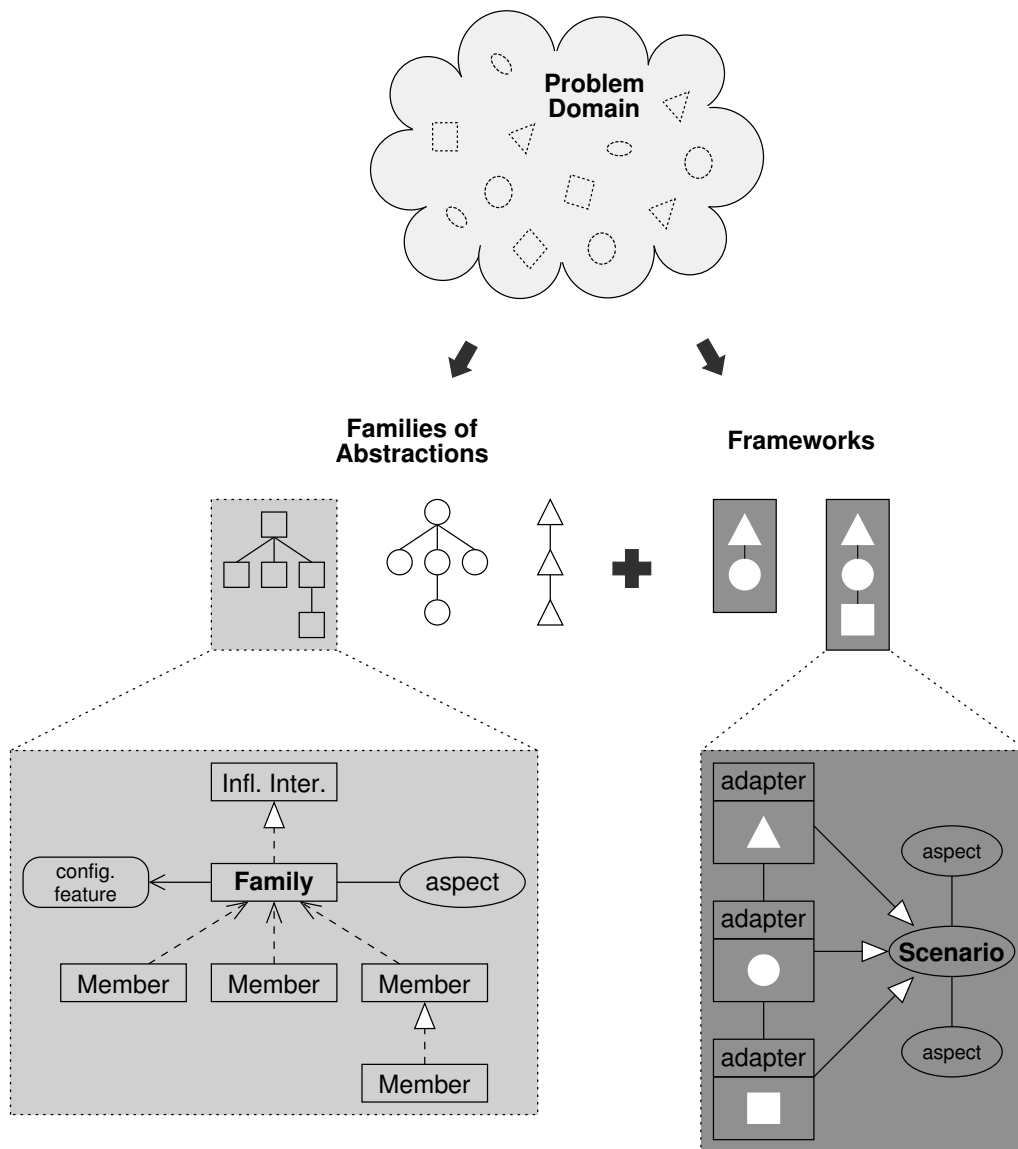 Problem
Domain
Families of
Abstractions
Frameworks
Infl. Inter.
config.
feature
Family
aspect
Member
Member
Member
Member
adapter
adapter
adapter
aspect
Scenario
aspect